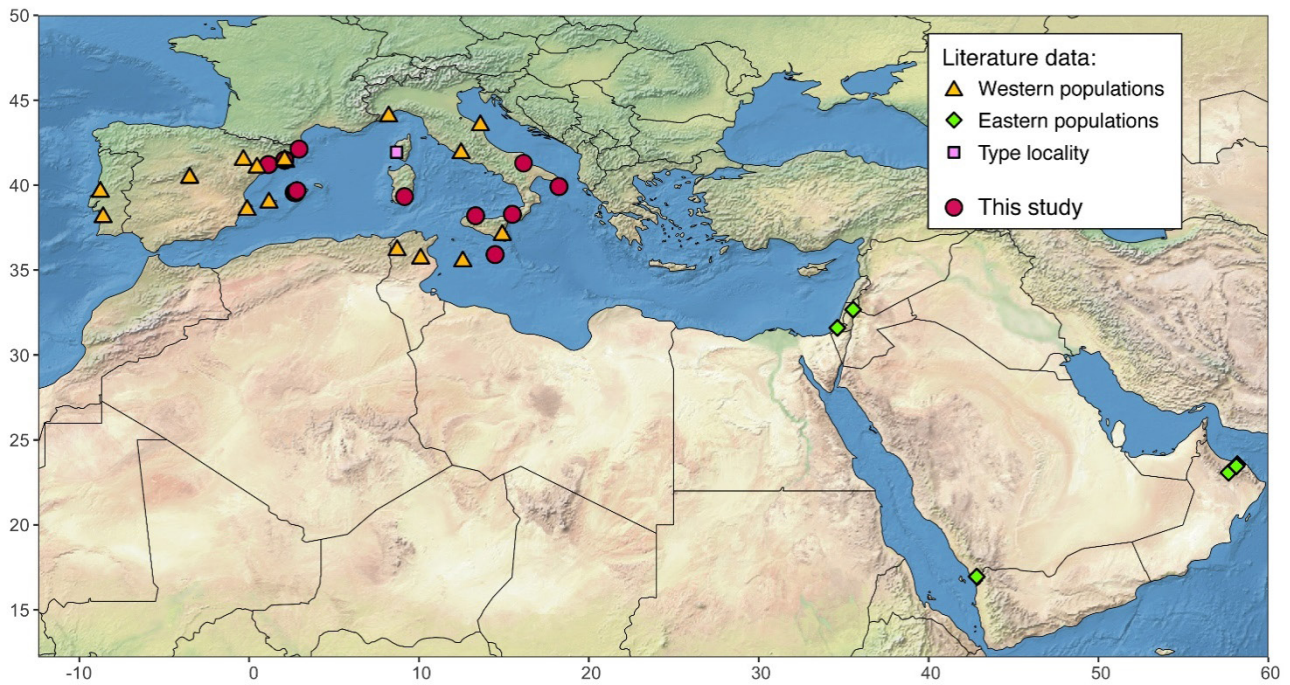 50
45
40
35
30
25
20
15
Literature data:
Western populations
Eastern populations
Type locality
This study
-10 0 10 20 30 40 50 60